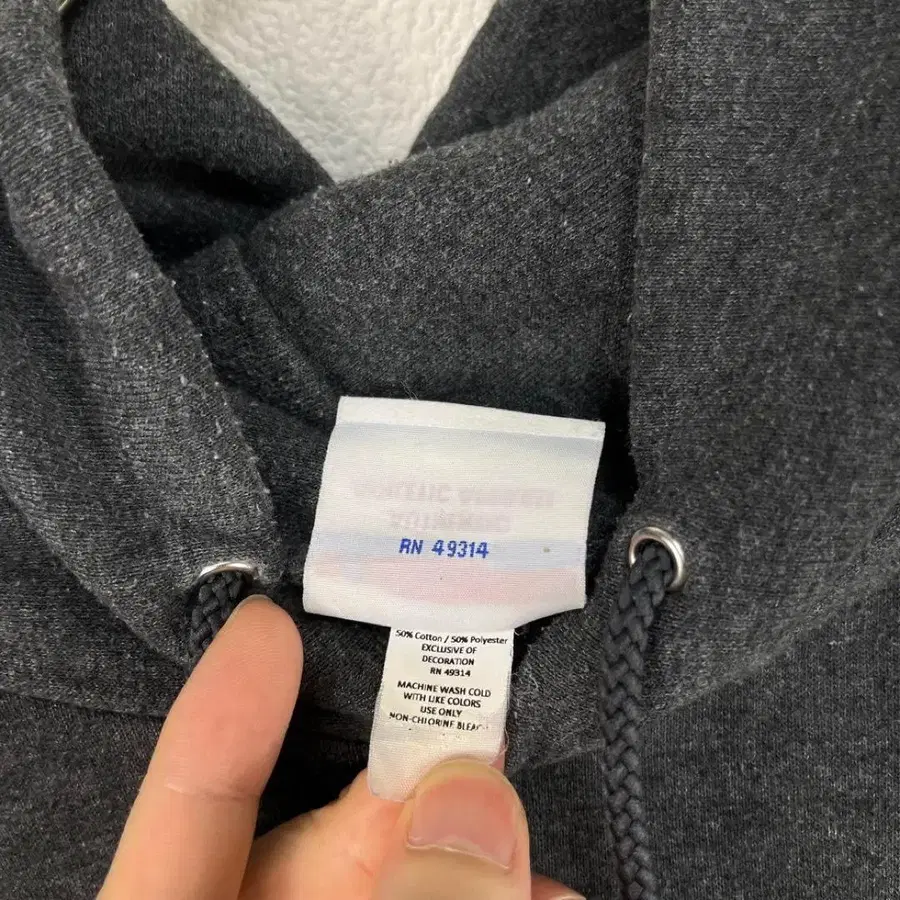 RN 49314
50% Cotton / 50% Polyester
EXCLUSIVE OF
DECORATION
RN 49314
MACHINE WASH COLD
WITH LIKE COLORS
USE ONLY
NON-CHLORINE BLEAC